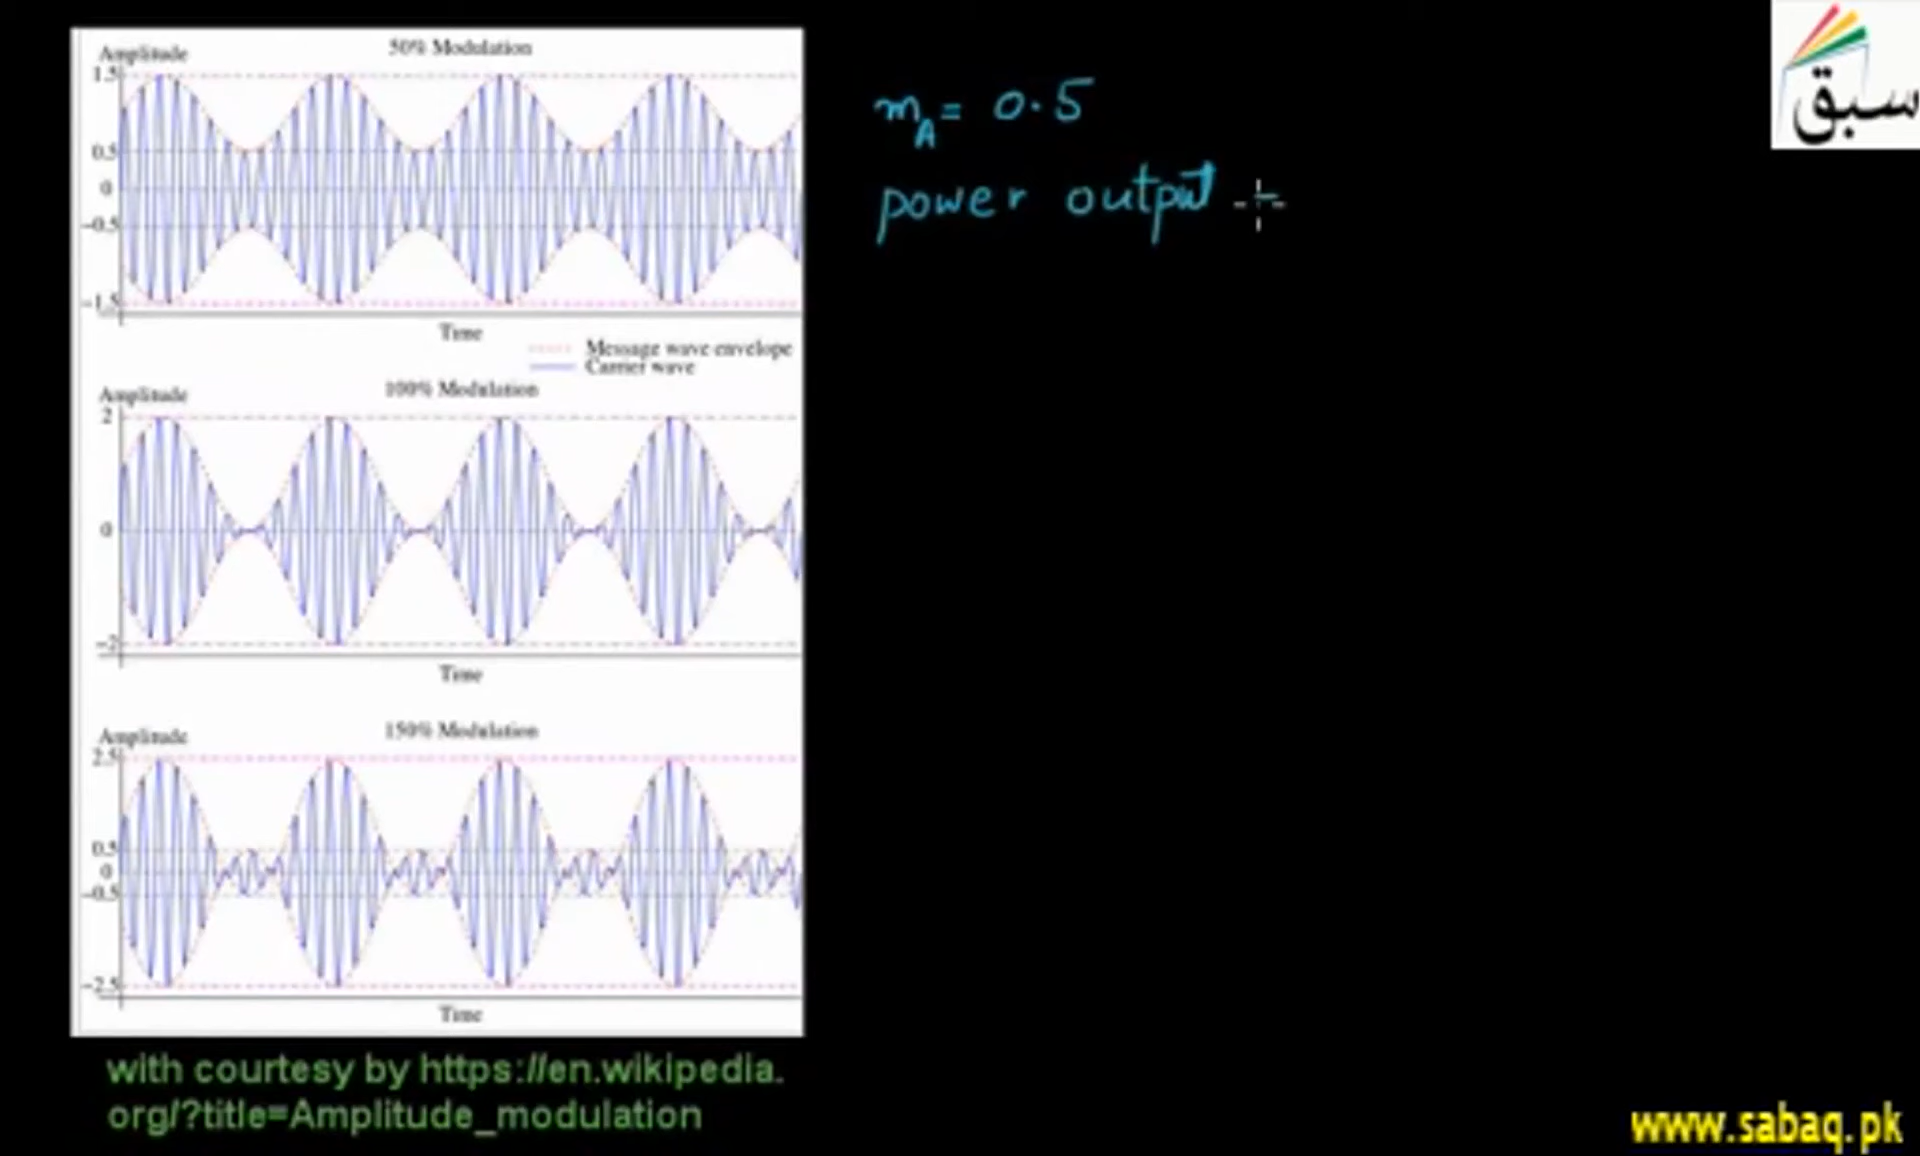 50% Modulation
Amplitude
1.5
0.5
0
-0.5
-1.5
Time
Message wave envelope
Carrier wave
100% Modulation
Amplitude
2
0
-2
Time
150% Modulation
Amplitude
2.5
0.5
0
-0.5
-2.5
Time
with courtesy by https://en.wikipedia.
org/?title=Amplitude_modulation
m_A = 0.5
power output
سبق
www.sabaq.pk